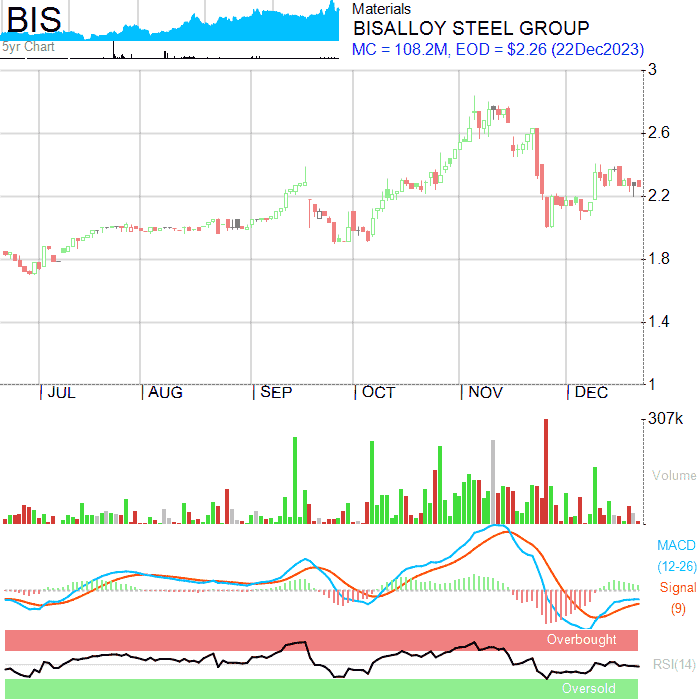 BIS
5yr Chart
Materials
BISALLOY STEEL GROUP
MC = 108.2M, EOD = $2.26 (22Dec2023)
3
2.6
2.2
1.8
1.4
1
JUL AUG SEP OCT NOV DEC
307k
Volume
MACD
(12-26)
Signal
(9)
Overbought
RSI(14)
Oversold